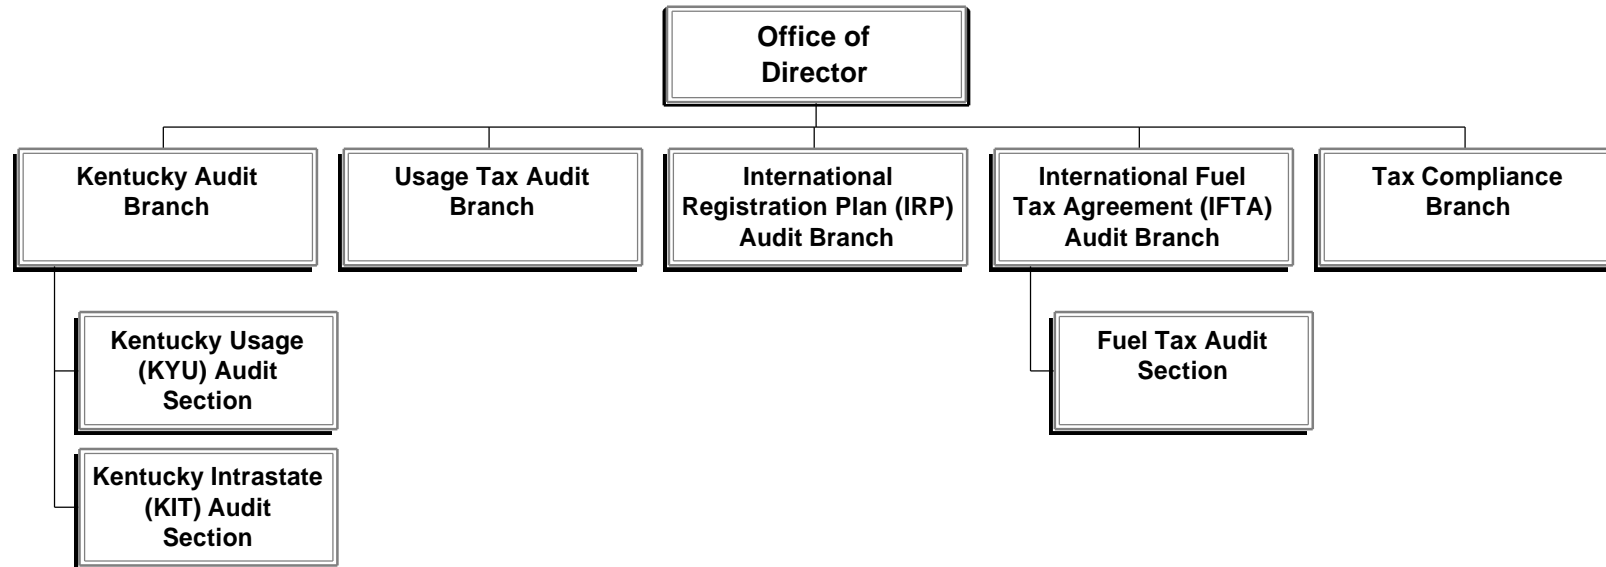 Office of
Director
Kentucky Audit
Branch
Usage Tax Audit
Branch
International
Registration Plan (IRP)
Audit Branch
International Fuel
Tax Agreement (IFTA)
Audit Branch
Tax Compliance
Branch
Kentucky Usage
(KYU) Audit
Section
Fuel Tax Audit
Section
Kentucky Intrastate
(KIT) Audit
Section